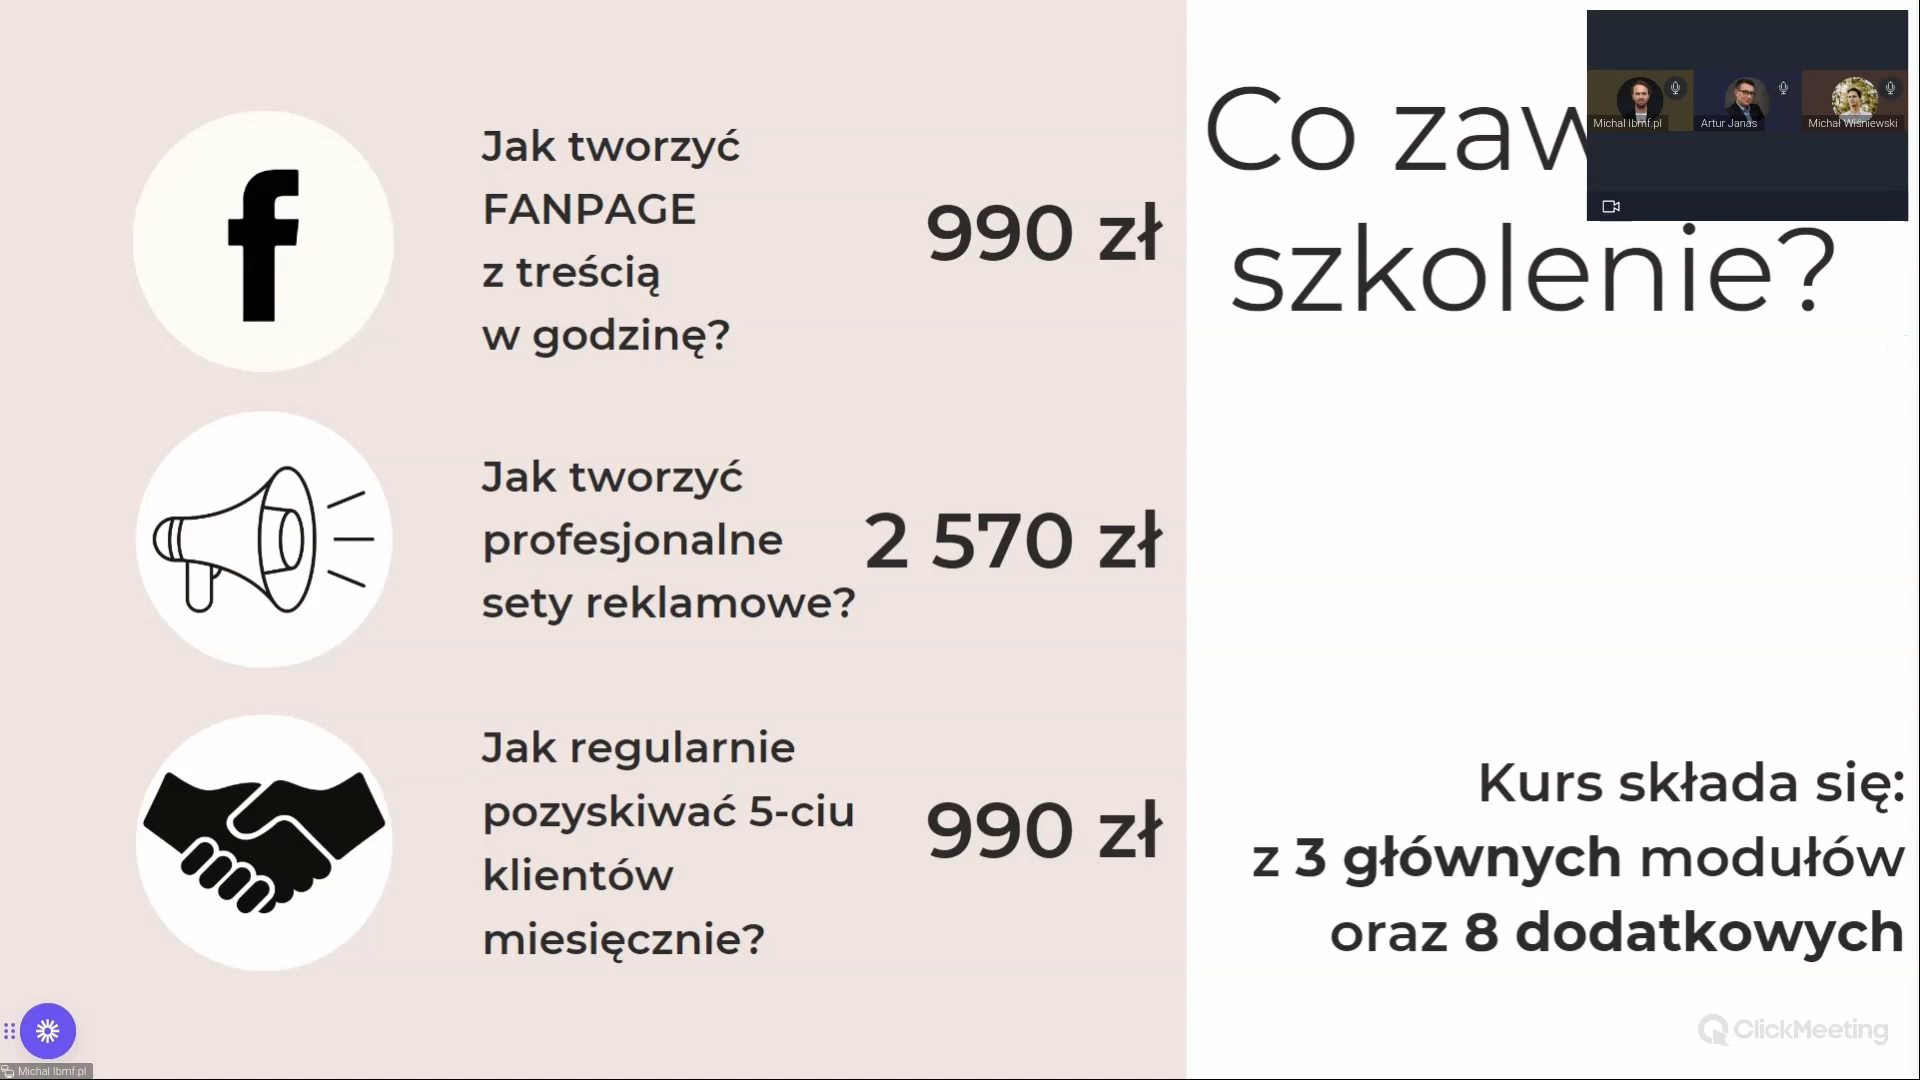 Jak tworzyć
FANPAGE
z treścią
w godzinę?
990 zł
Jak tworzyć
profesjonalne
sety reklamowe?
2 570 zł
Jak regularnie
pozyskiwać 5-ciu
klientów
miesięcznie?
990 zł
Co
szkolenie?
Kurs składa się:
z 3 głównych modułów
oraz 8 dodatkowych
Michal lbmf.pl
Artur Janas
Michał Wiśniewski
ClickMeeting
Michal lbmf.pl